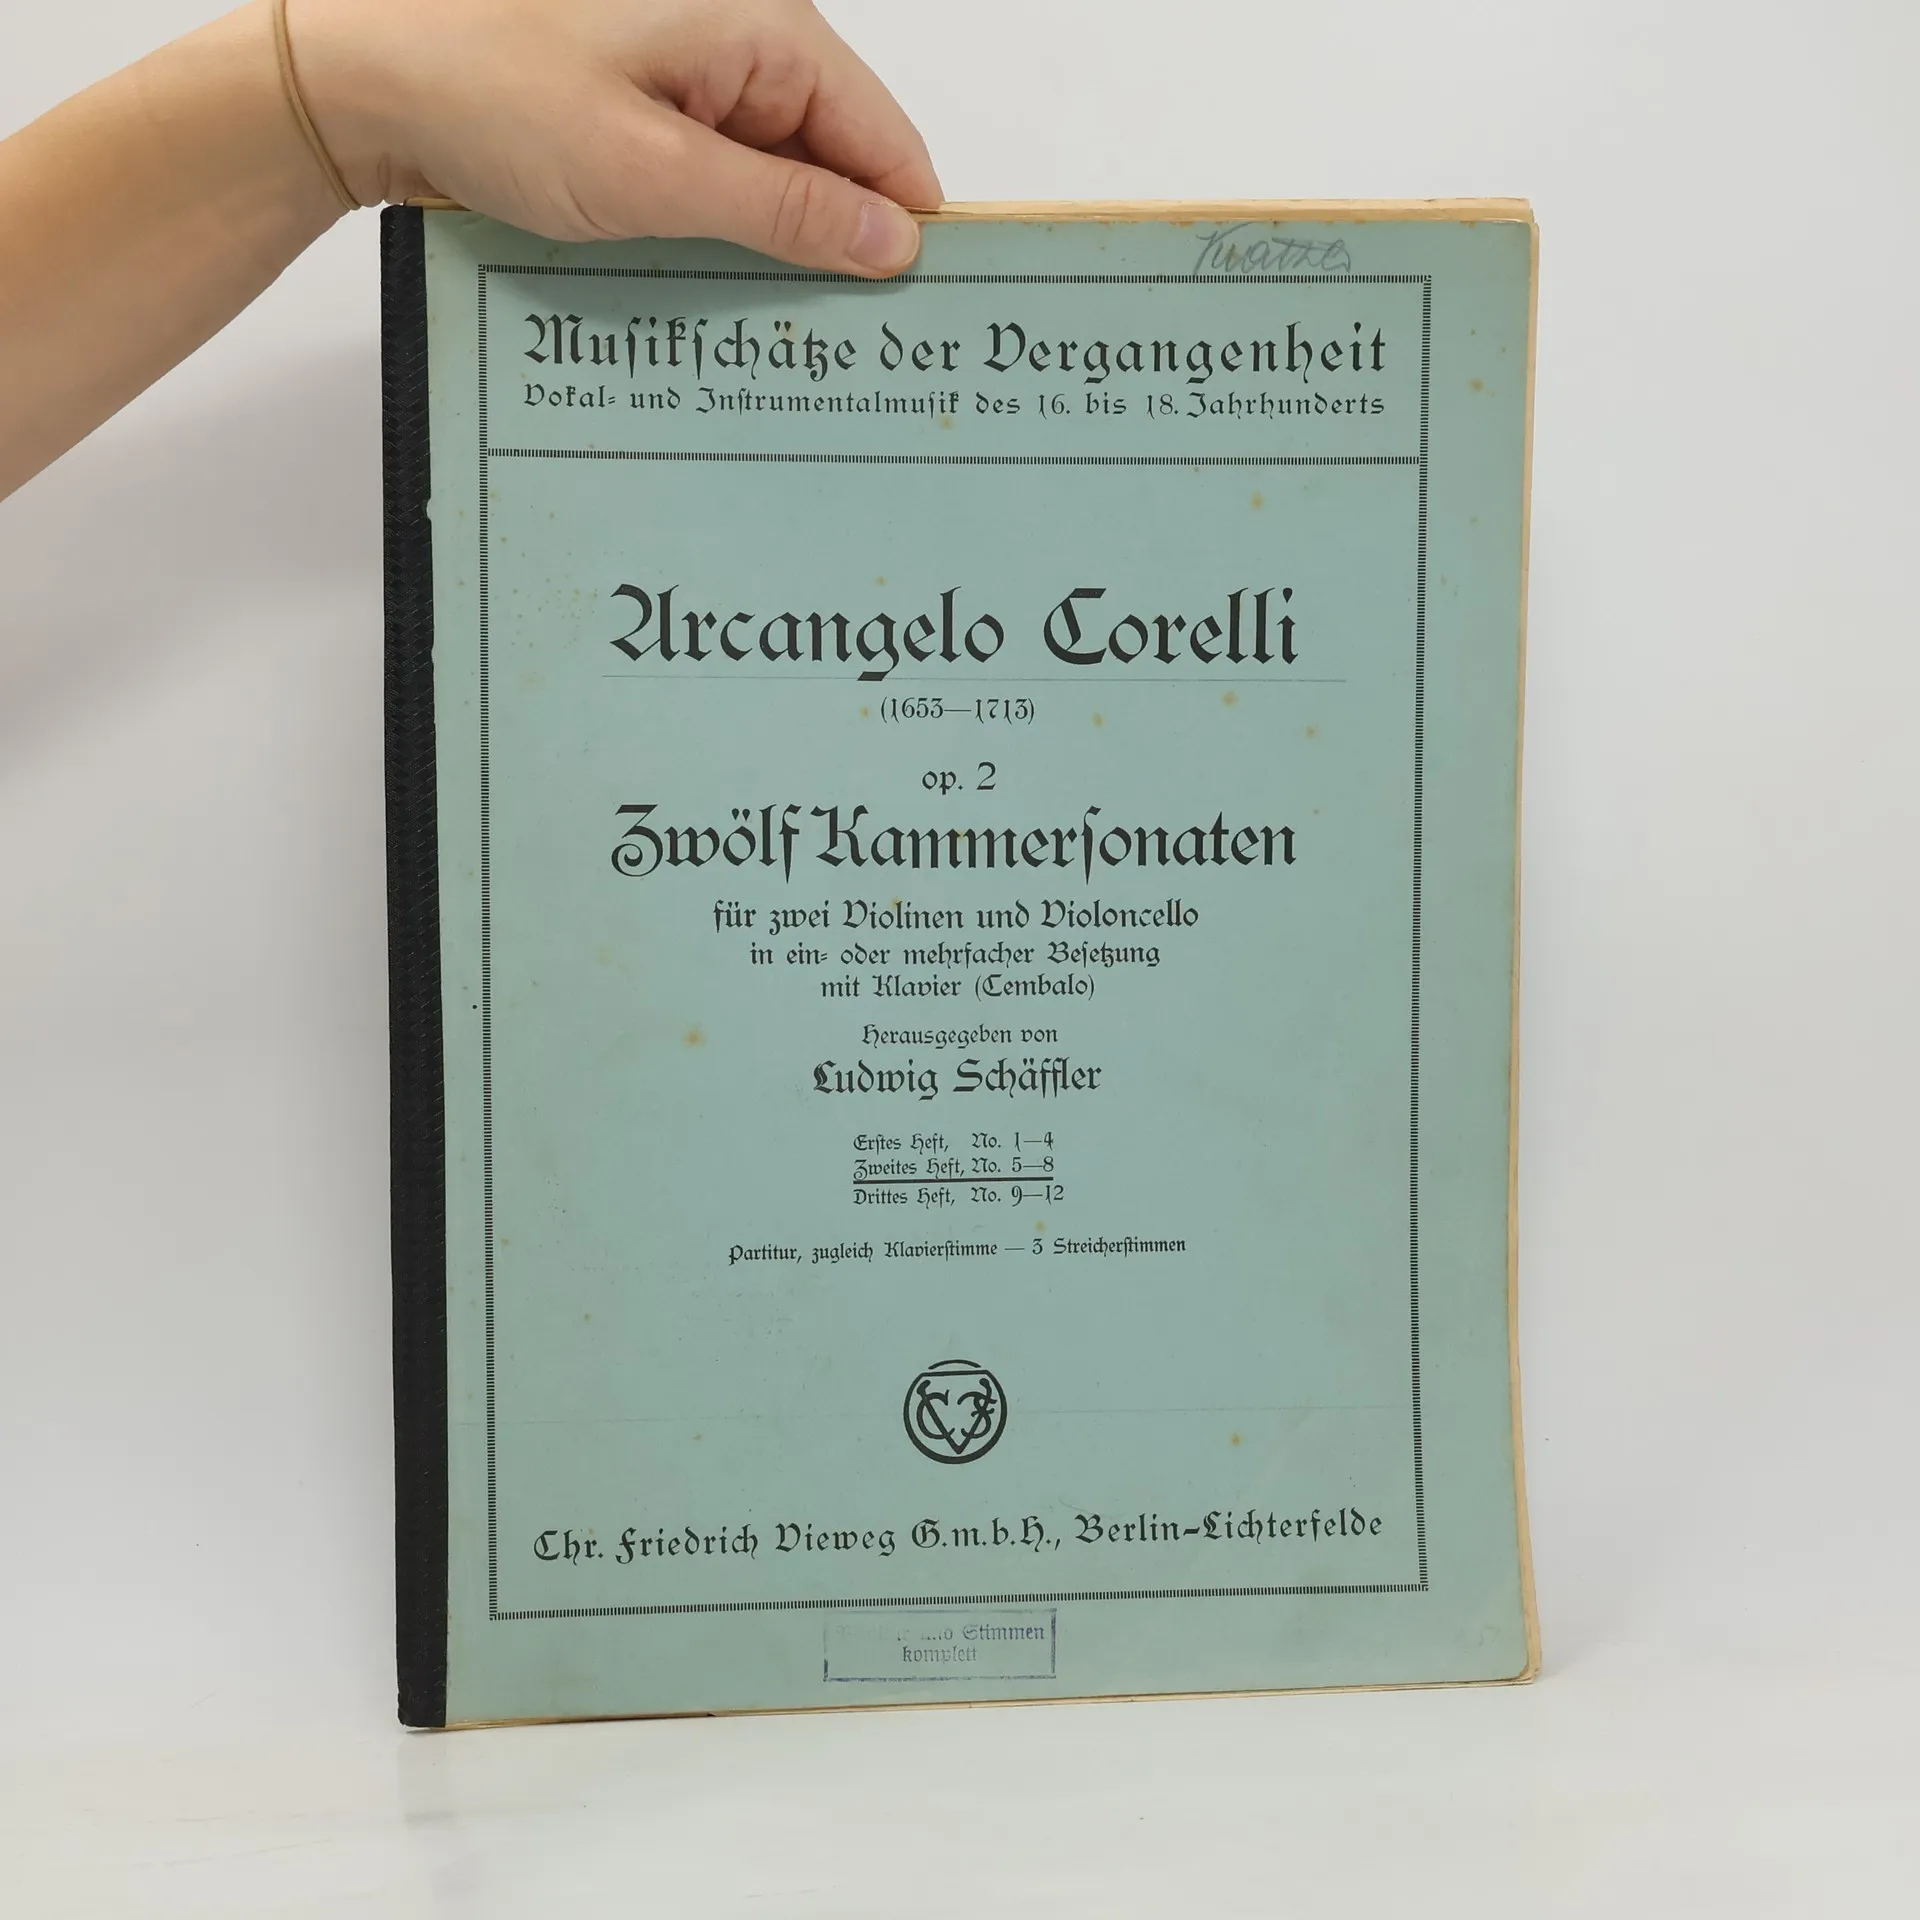 Musikschätze der Vergangenheit
Vokal- und Instrumentalmusik des 16. bis 18. Jahrhunderts
Arcangelo Corelli
(1653—1713)
op. 2
Zwölf Kammersonaten
für zwei Violinen und Violoncello
in ein- oder mehrfacher Besetzung
mit Klavier (Cembalo)
Herausgegeben von
Ludwig Schäffler
Erstes Heft, No. 1—4
Zweites Heft, No. 5—8
Drittes Heft, No. 9—12
Partitur, zugleich Klavierstimme — 3 Streicherstimmen
Chr. Friedrich Vieweg G.m.b.H., Berlin-Lichterfelde
Stimmen
komplett